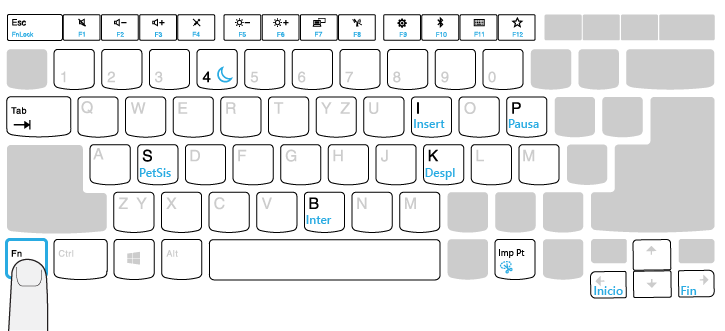 Esc
FnLock
F1
F2
F3
F4
F5
F6
F7
F8
F9
F10
F11
F12
1
2
3
4
5
6
7
8
9
0
Tab
Q
W
E
R
T
Y Z
U
I
Insert
O
P
Pausa
A
S
PetSis
D
F
G
H
J
K
Despl
L
M
Z Y
X
C
V
B
Inter
N
M
Fn
Ctrl
Alt
Imp Pt
Inicio
Fin